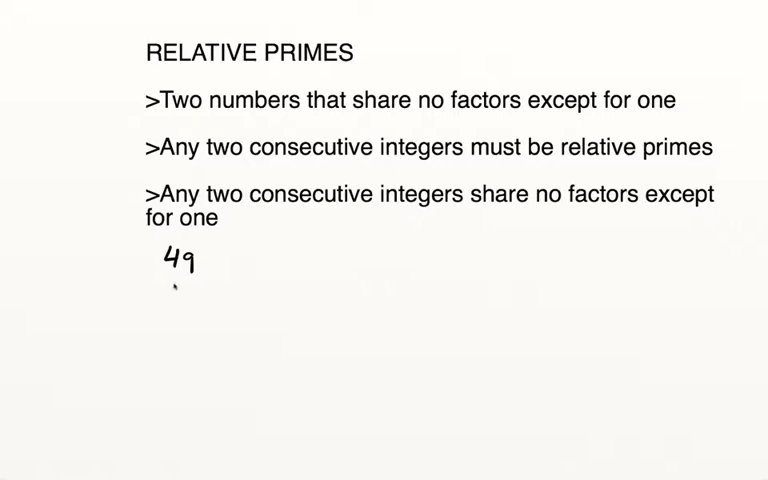 RELATIVE PRIMES
>Two numbers that share no factors except for one
>Any two consecutive integers must be relative primes
>Any two consecutive integers share no factors except
for one
49